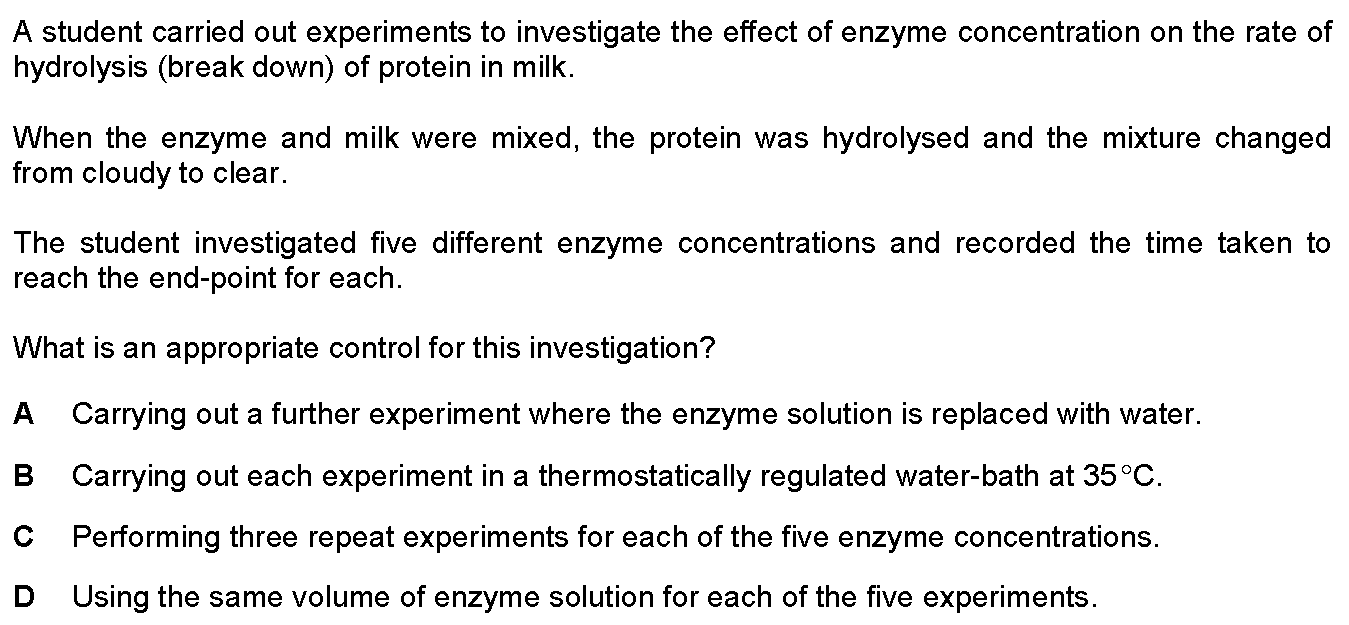 A student carried out experiments to investigate the effect of enzyme concentration on the rate of
hydrolysis (break down) of protein in milk.
When the enzyme and milk were mixed, the protein was hydrolysed and the mixture changed
from cloudy to clear.
The student investigated five different enzyme concentrations and recorded the time taken to
reach the end-point for each.
What is an appropriate control for this investigation?
A Carrying out a further experiment where the enzyme solution is replaced with water.
B Carrying out each experiment in a thermostatically regulated water-bath at 35 °C.
C Performing three repeat experiments for each of the five enzyme concentrations.
D Using the same volume of enzyme solution for each of the five experiments.